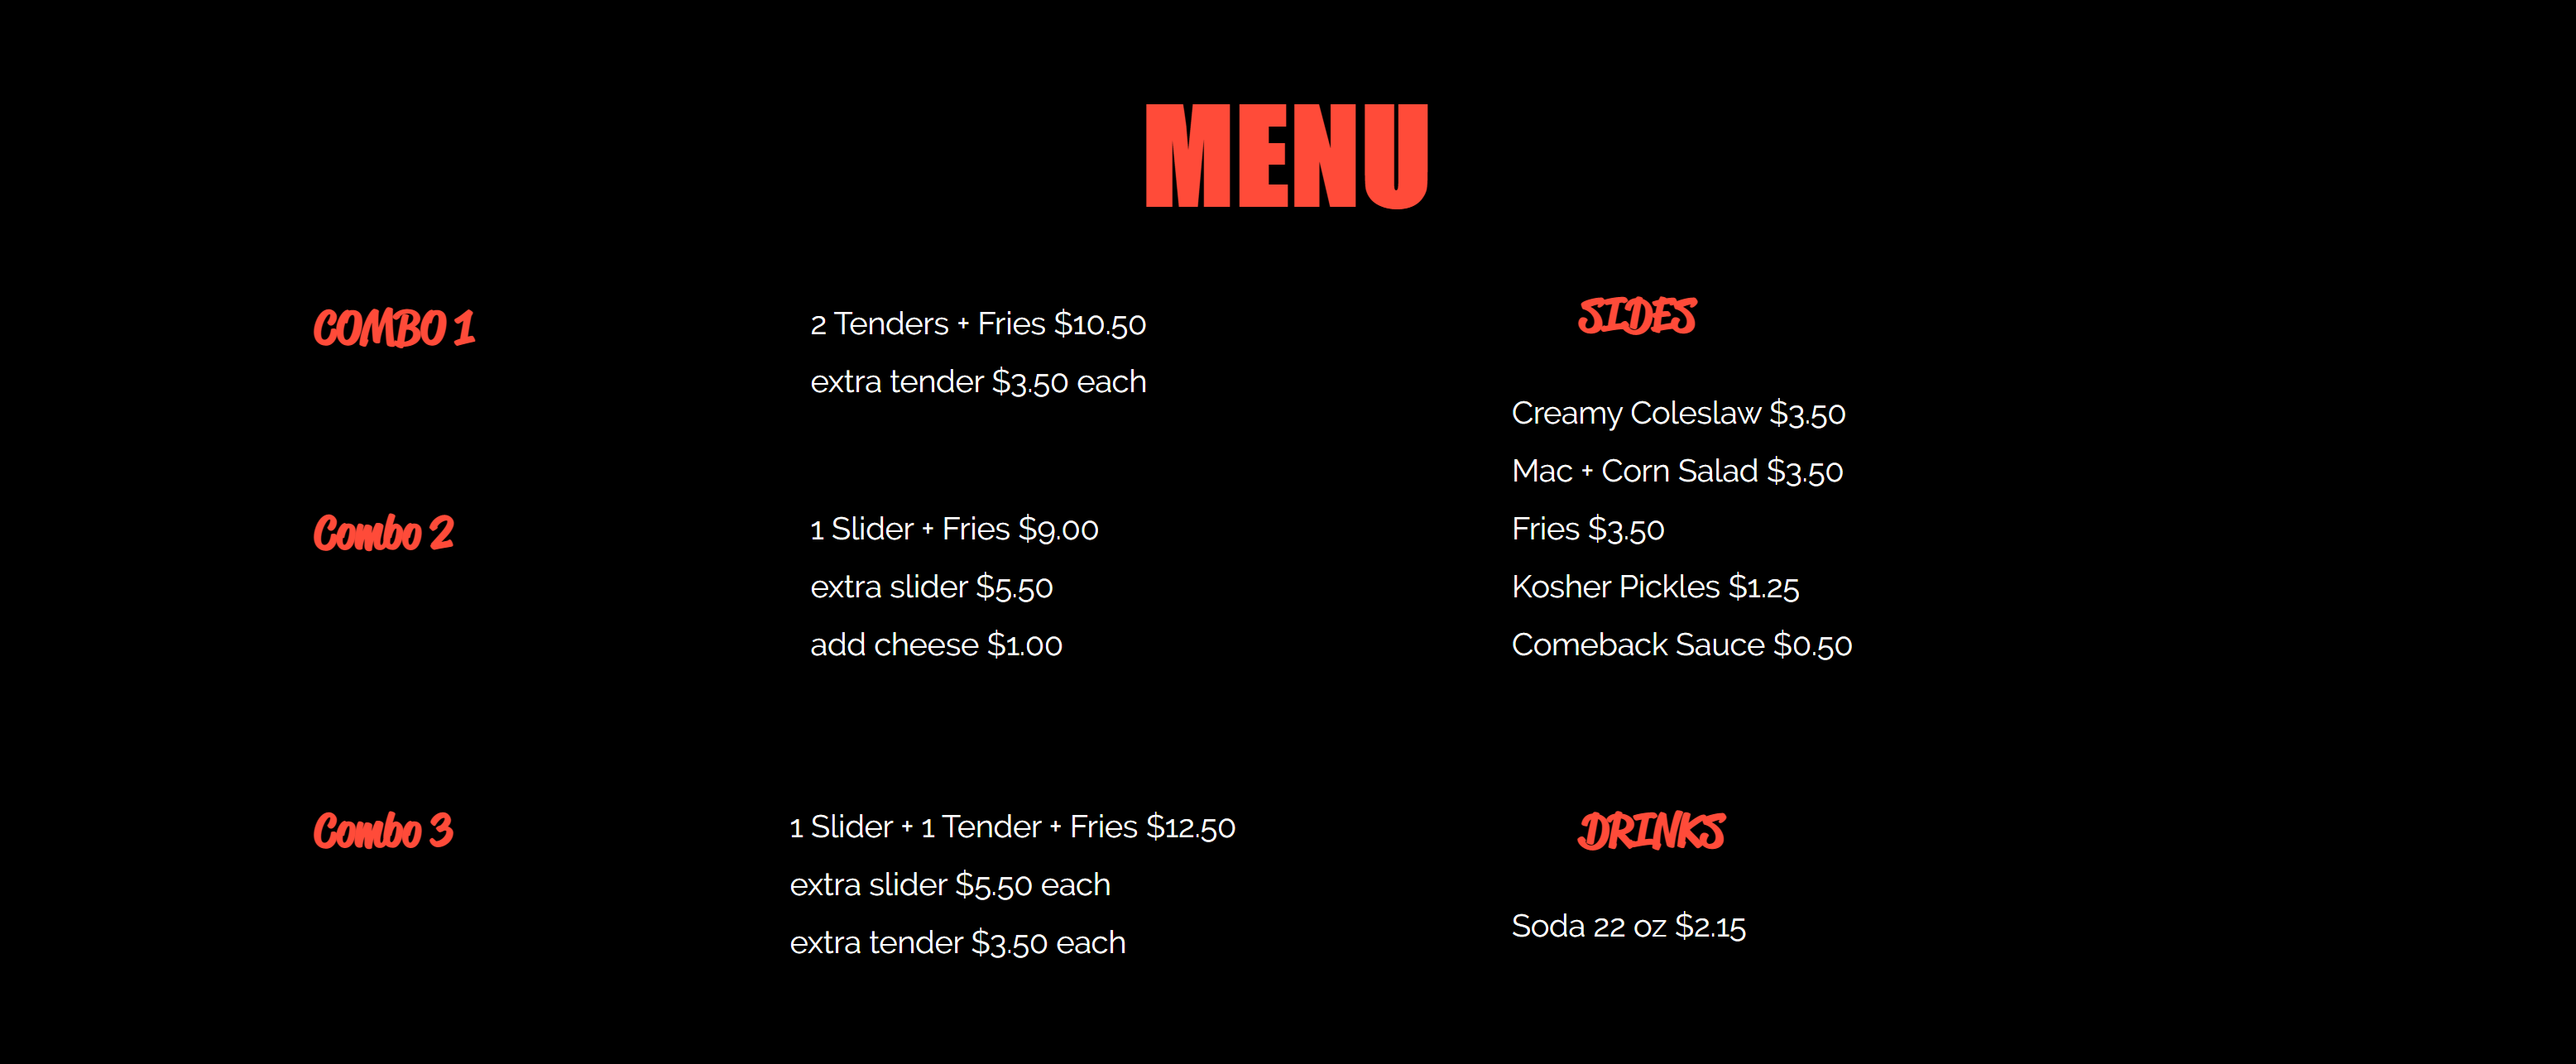 MENU
COMBO 1
2 Tenders + Fries $10.50
extra tender $3.50 each
Combo 2
1 Slider + Fries $9.00
extra slider $5.50
add cheese $1.00
Combo 3
1 Slider + 1 Tender + Fries $12.50
extra slider $5.50 each
extra tender $3.50 each
SIDES
Creamy Coleslaw $3.50
Mac + Corn Salad $3.50
Fries $3.50
Kosher Pickles $1.25
Comeback Sauce $0.50
DRINKS
Soda 22 oz $2.15